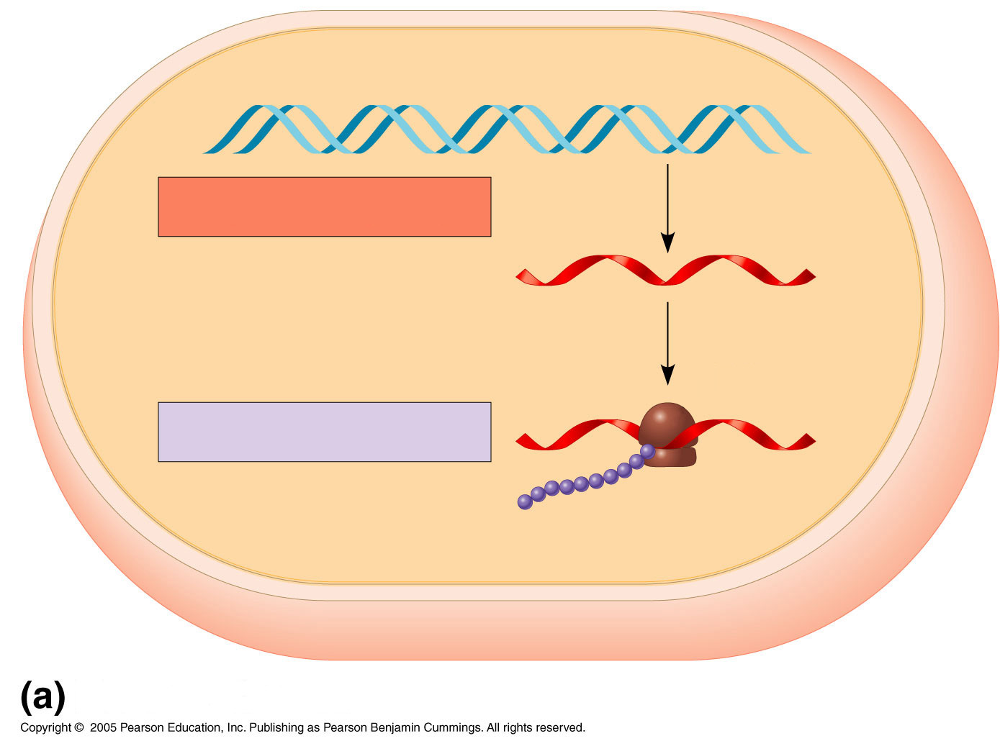 (a)
Copyright © 2005 Pearson Education, Inc. Publishing as Pearson Benjamin Cummings. All rights reserved.